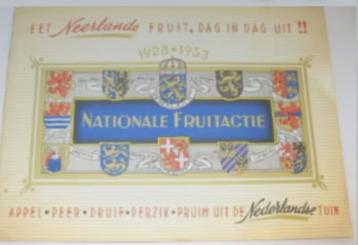 EET Neerlands FRUIT, DAG IN DAG UIT !!
1928 • 1953
NATIONALE FRUITACTIE
APPEL • PEER • DRUIF • PERZIK • PRUIM UIT DE Nederlandse TUIN